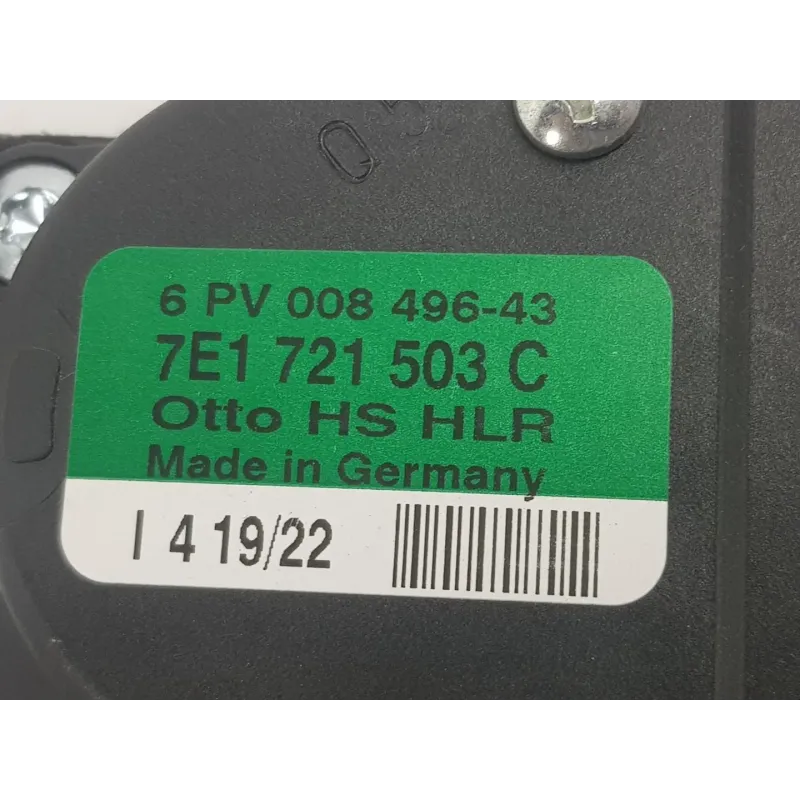 6 PV 008 496-43
7E1 721 503 C
Otto HS HLR
Made in Germany
I 4 19/22